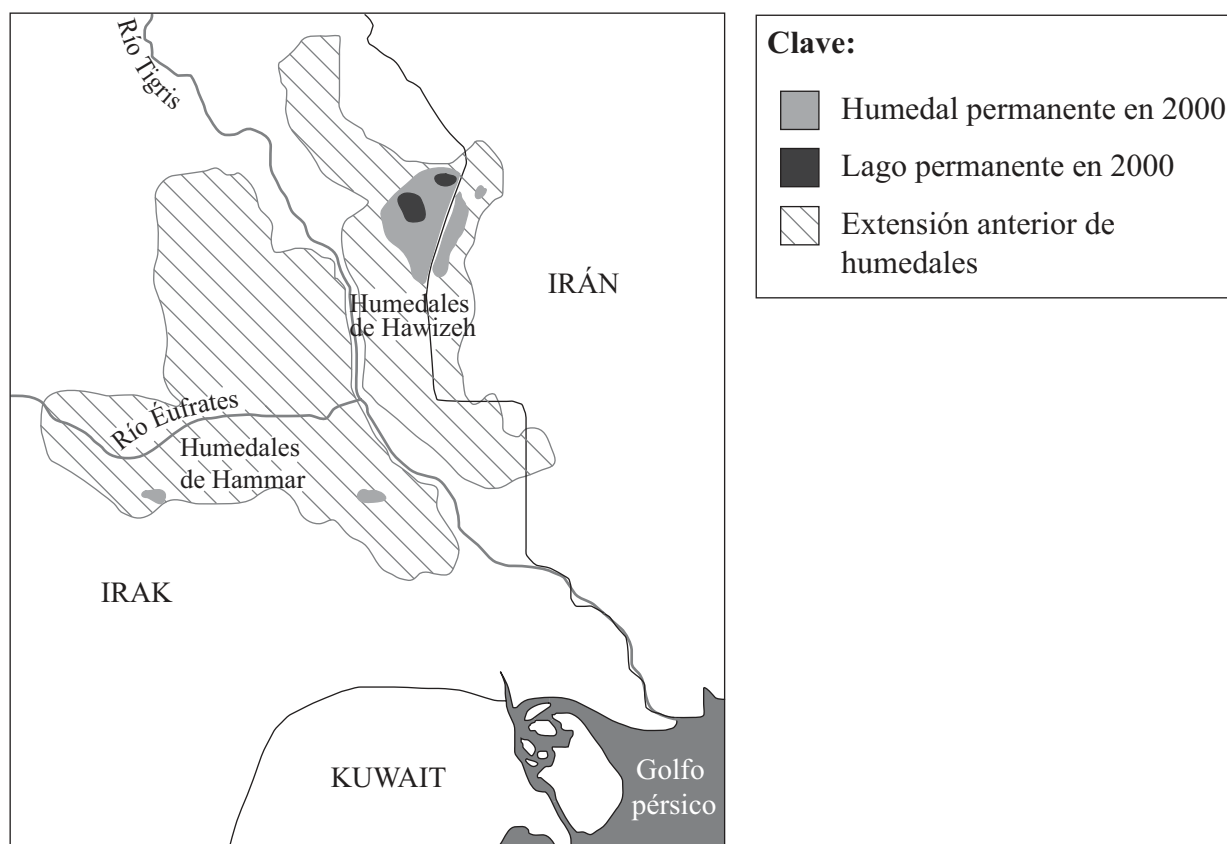 Río Tigris
IRÁN
Humedales
de Hawizeh
Río Éufrates
Humedales
de Hammar
IRAK
KUWAIT
Golfo
pérsico
Clave:
Humedal permanente en 2000
Lago permanente en 2000
Extensión anterior de
humedales